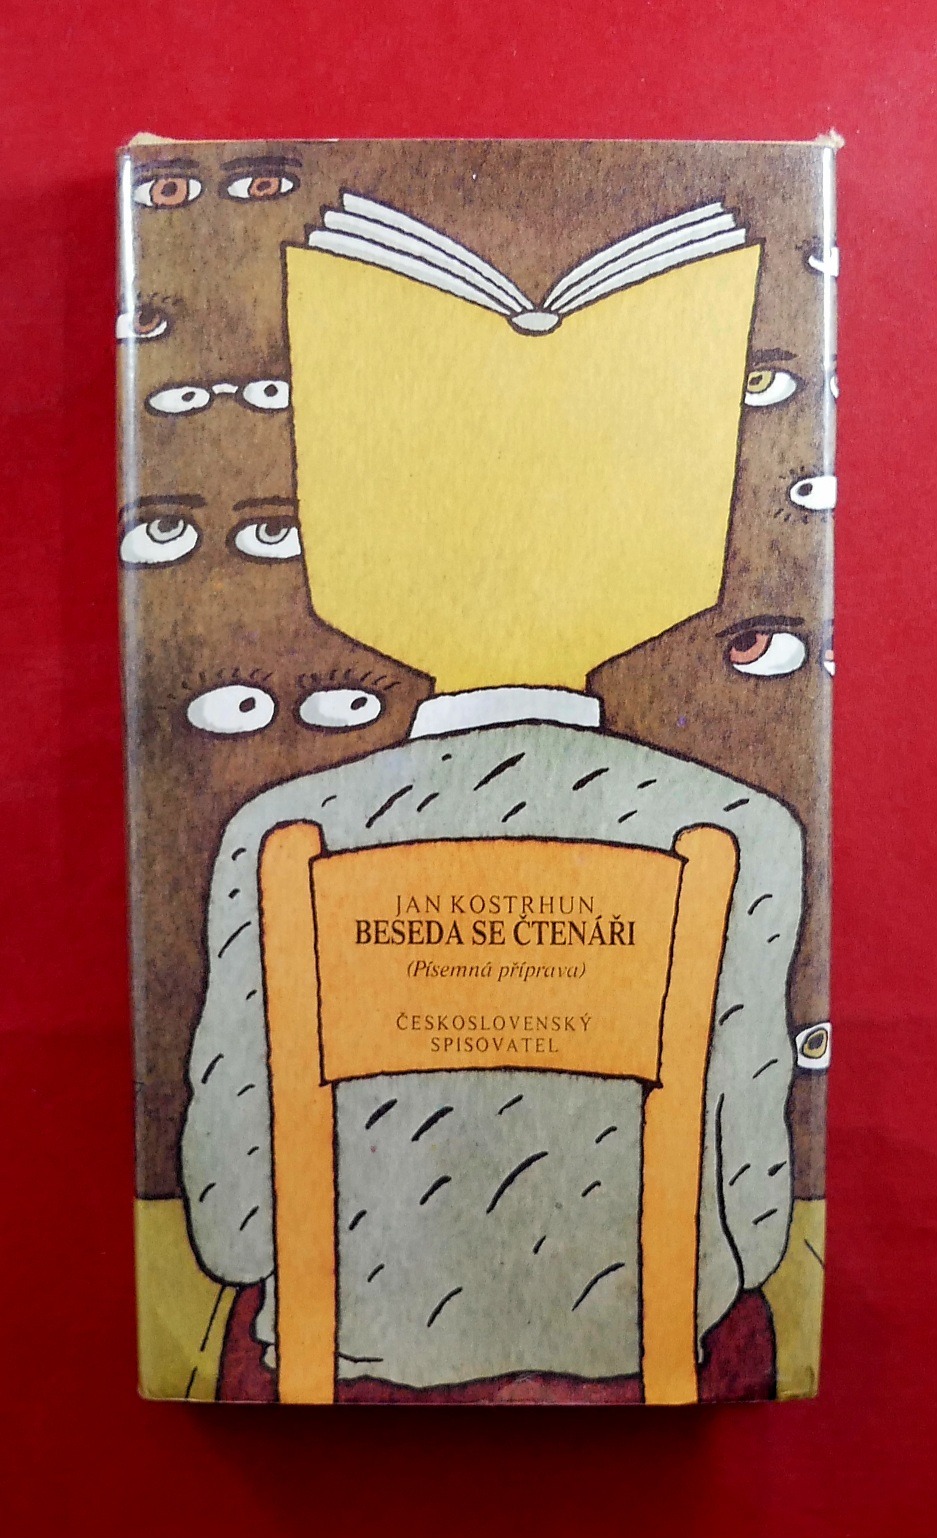 JAN KOSTRHUN
BESEDA SE ČTENÁŘI
(Písemná příprava)
ČESKOSLOVENSKÝ
SPISOVATEL